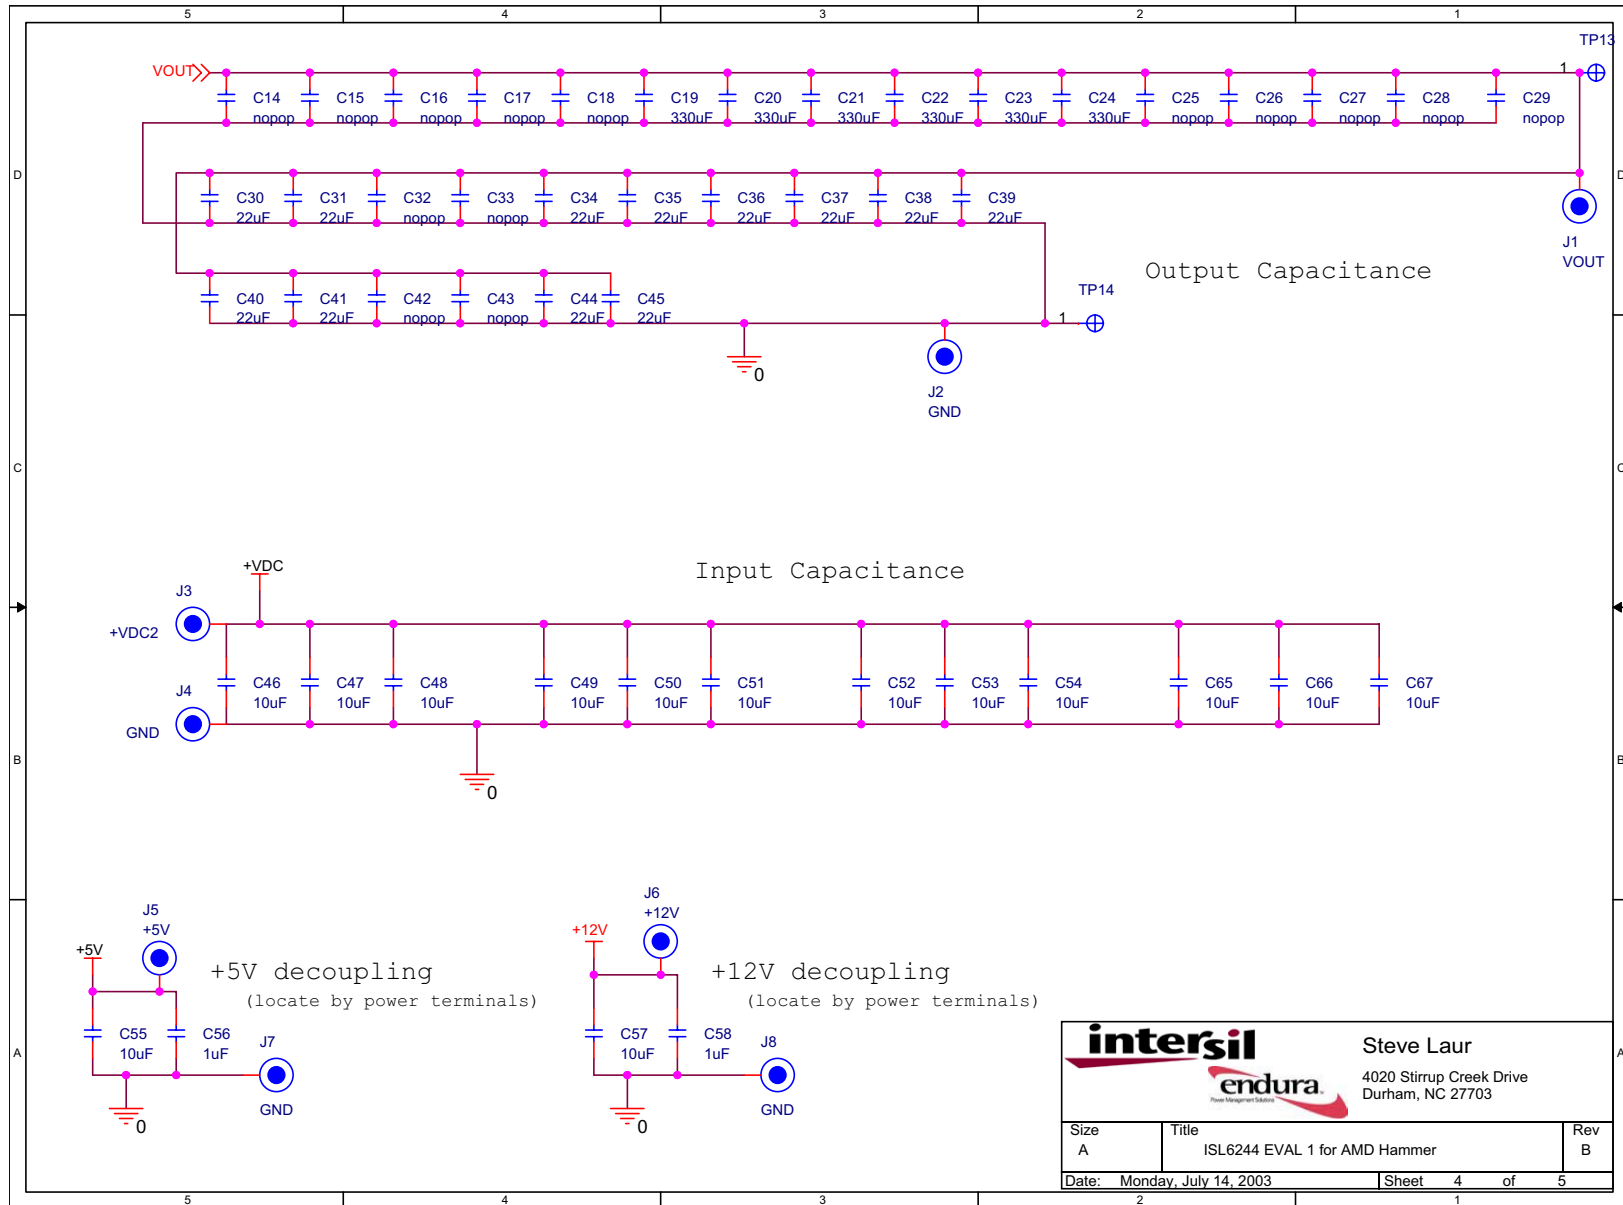 5 4 3 2 1
TP13
VOUT
1
C14 C15 C16 C17 C18 C19 C20 C21 C22 C23 C24 C25 C26 C27 C28 C29
nopop nopop nopop nopop nopop 330uF 330uF 330uF 330uF 330uF 330uF nopop nopop nopop nopop nopop
D D
C30 C31 C32 C33 C34 C35 C36 C37 C38 C39
22uF 22uF nopop nopop 22uF 22uF 22uF 22uF 22uF 22uF
J1
VOUT
Output Capacitance
TP14
C40 C41 C42 C43 C44 C45
22uF 22uF nopop nopop 22uF 22uF
1
0
J2
GND
C C
+VDC
Input Capacitance
J3
+VDC2
J4
GND
C46 C47 C48 C49 C50 C51 C52 C53 C54 C65 C66 C67
10uF 10uF 10uF 10uF 10uF 10uF 10uF 10uF 10uF 10uF 10uF 10uF
B B
0
J5
+5V
+5V
+5V decoupling
(locate by power terminals)
C55 C56
10uF 1uF
J7
GND
0
J6
+12V
+12V
+12V decoupling
(locate by power terminals)
C57 C58
10uF 1uF
J8
GND
0
A A
intersil
endura
Power Management Solutions
Steve Laur
4020 Stirrup Creek Drive
Durham, NC 27703
Size Title Rev
A ISL6244 EVAL 1 for AMD Hammer B
Date: Monday, July 14, 2003 Sheet 4 of 5
5 4 3 2 1